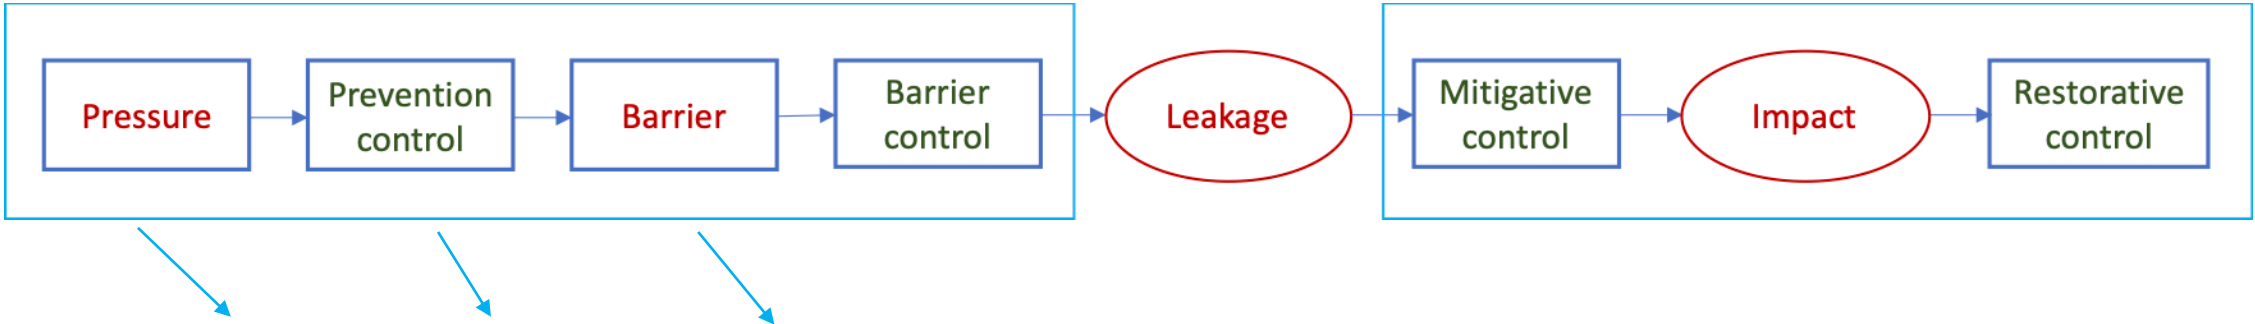 Pressure
Prevention
control
Barrier
Barrier
control
Leakage
Mitigative
control
Impact
Restorative
control